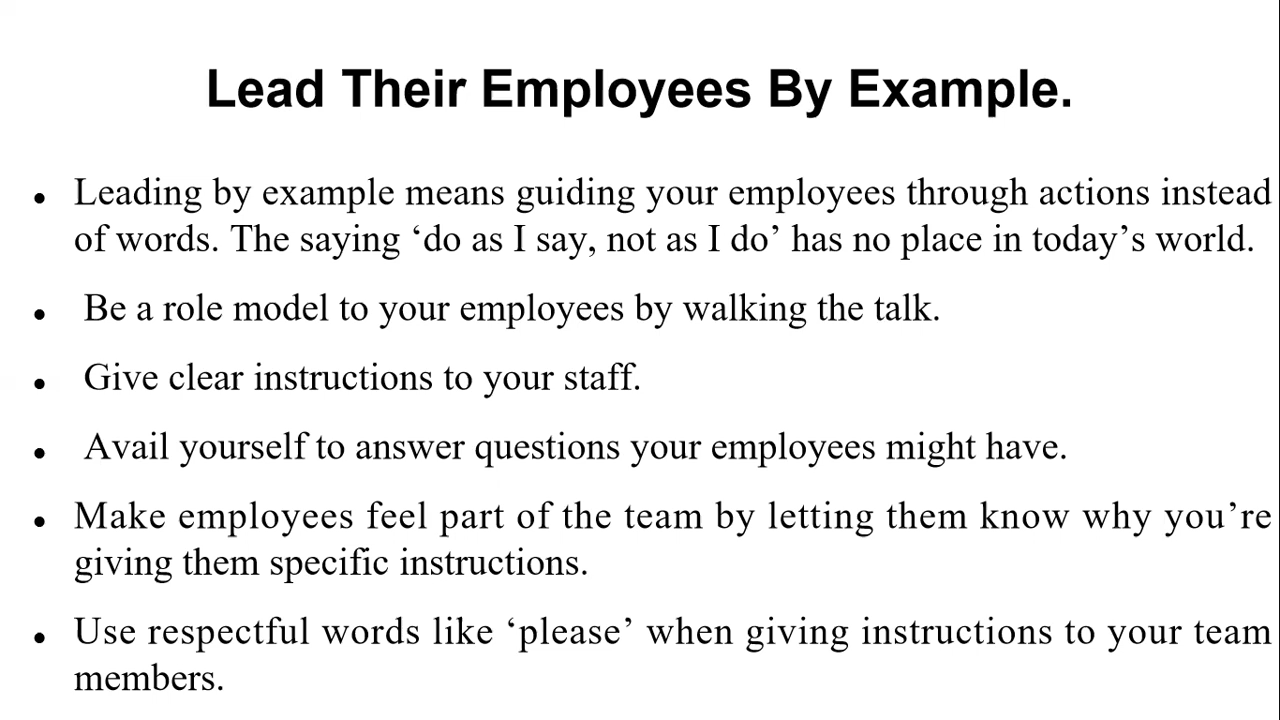 Lead Their Employees By Example.
• Leading by example means guiding your employees through actions instead
of words. The saying ‘do as I say, not as I do’ has no place in today’s world.
• Be a role model to your employees by walking the talk.
• Give clear instructions to your staff.
• Avail yourself to answer questions your employees might have.
• Make employees feel part of the team by letting them know why you’re
giving them specific instructions.
• Use respectful words like ‘please’ when giving instructions to your team
members.